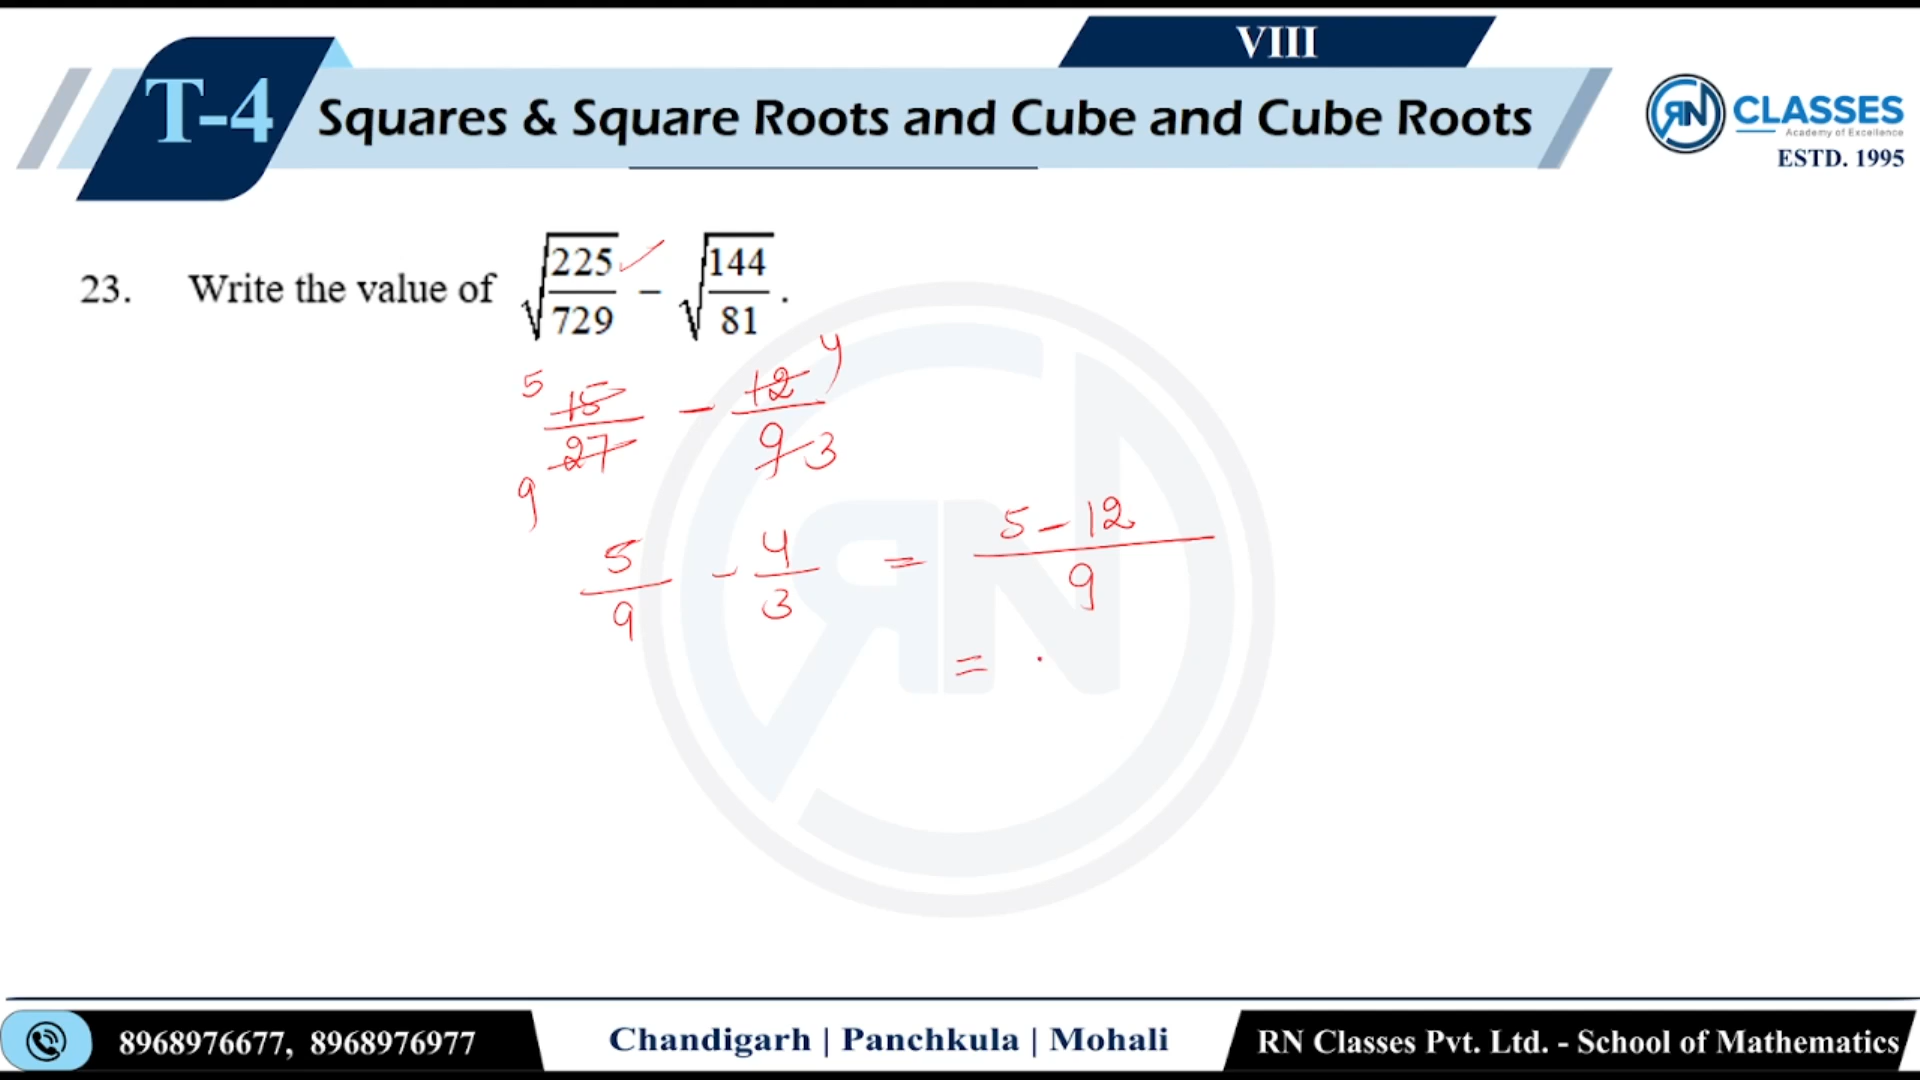 VIII
T-4 Squares & Square Roots and Cube and Cube Roots
RN CLASSES
Academy of Excellence
ESTD. 1995
23. Write the value of √(225/729) - √(144/81).
5 15/27 9 - 12/9 4 3
5/9 - 4/3 = (5-12)/9
=
RN
8968976677, 8968976977
Chandigarh | Panchkula | Mohali
RN Classes Pvt. Ltd. - School of Mathematics